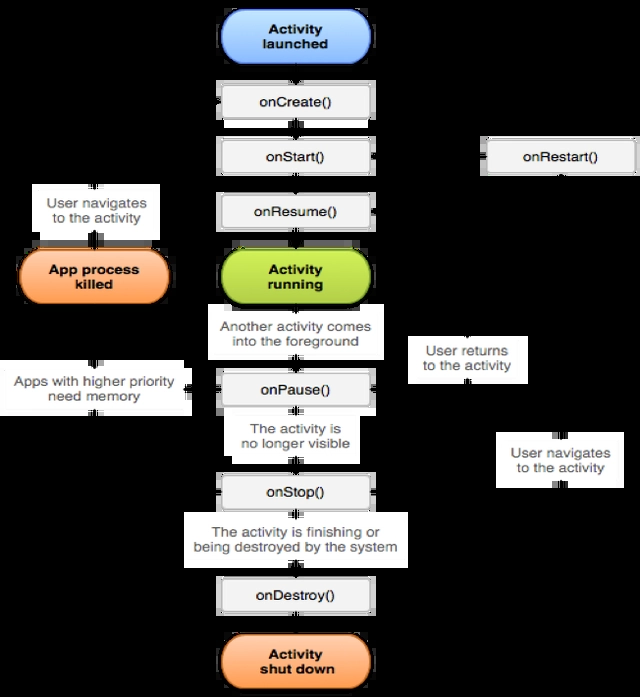 Activity
launched
onCreate()
onStart()
onRestart()
User navigates
to the activity
onResume()
App process
killed
Activity
running
Another activity comes
into the foreground
User returns
to the activity
Apps with higher priority
need memory
onPause()
The activity is
no longer visible
User navigates
to the activity
onStop()
The activity is finishing or
being destroyed by the system
onDestroy()
Activity
shut down